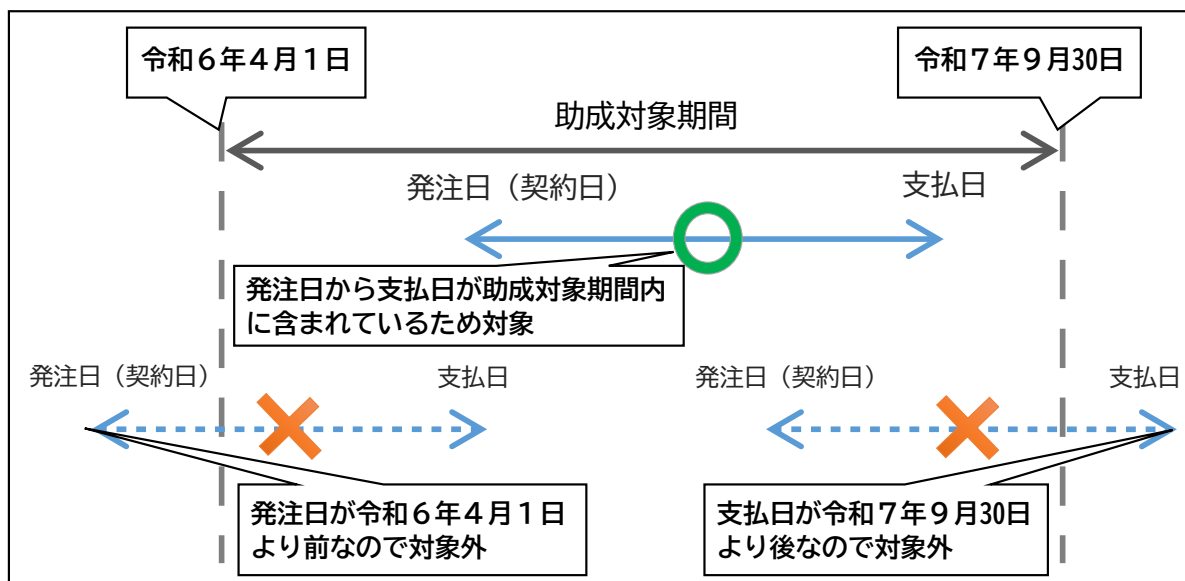 令和６年４月１日
令和７年９月30日
助成対象期間
発注日（契約日）
支払日
発注日から支払日が助成対象期間内
に含まれているため対象
発注日（契約日）
支払日
発注日（契約日）
支払日
発注日が令和６年４月１日
より前なので対象外
支払日が令和７年９月30日
より後なので対象外